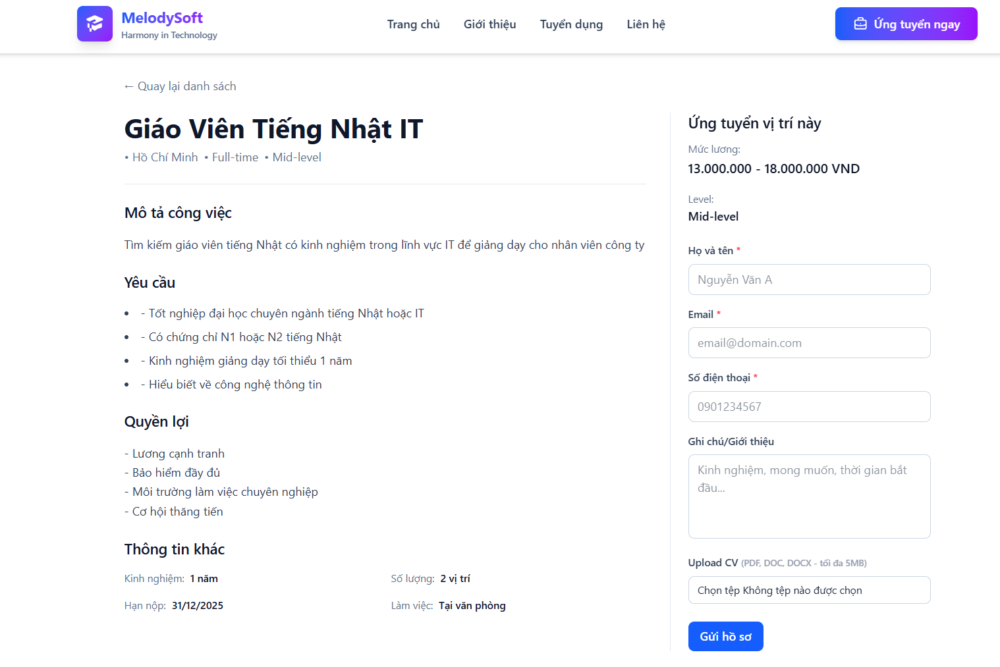 MelodySoft
Harmony in Technology
Trang chủ
Giới thiệu
Tuyển dụng
Liên hệ
Ứng tuyển ngay
← Quay lại danh sách
Giáo Viên Tiếng Nhật IT
• Hồ Chí Minh • Full-time • Mid-level
Mô tả công việc
Tìm kiếm giáo viên tiếng Nhật có kinh nghiệm trong lĩnh vực IT để giảng dạy cho nhân viên công ty
Yêu cầu
• - Tốt nghiệp đại học chuyên ngành tiếng Nhật hoặc IT
• - Có chứng chỉ N1 hoặc N2 tiếng Nhật
• - Kinh nghiệm giảng dạy tối thiểu 1 năm
• - Hiểu biết về công nghệ thông tin
Quyền lợi
- Lương cạnh tranh
- Bảo hiểm đầy đủ
- Môi trường làm việc chuyên nghiệp
- Cơ hội thăng tiến
Thông tin khác
Kinh nghiệm: 1 năm
Số lượng: 2 vị trí
Hạn nộp: 31/12/2025
Làm việc: Tại văn phòng
Ứng tuyển vị trí này
Mức lương:
13.000.000 - 18.000.000 VND
Level:
Mid-level
Họ và tên *
Nguyễn Văn A
Email *
email@domain.com
Số điện thoại *
0901234567
Ghi chú/Giới thiệu
Kinh nghiệm, mong muốn, thời gian bắt
đầu...
Upload CV (PDF, DOC, DOCX - tối đa 5MB)
Chọn tệp Không tệp nào được chọn
Gửi hồ sơ